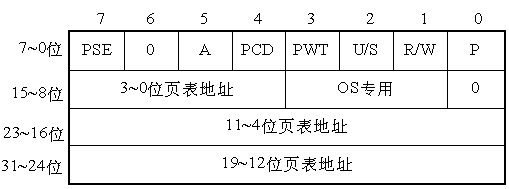 7 6 5 4 3 2 1 0
7~0位 PSE 0 A PCD PWT U/S R/W P
15~8位 3~0位页表地址 OS专用 0
23~16位 11~4位页表地址
31~24位 19~12位页表地址